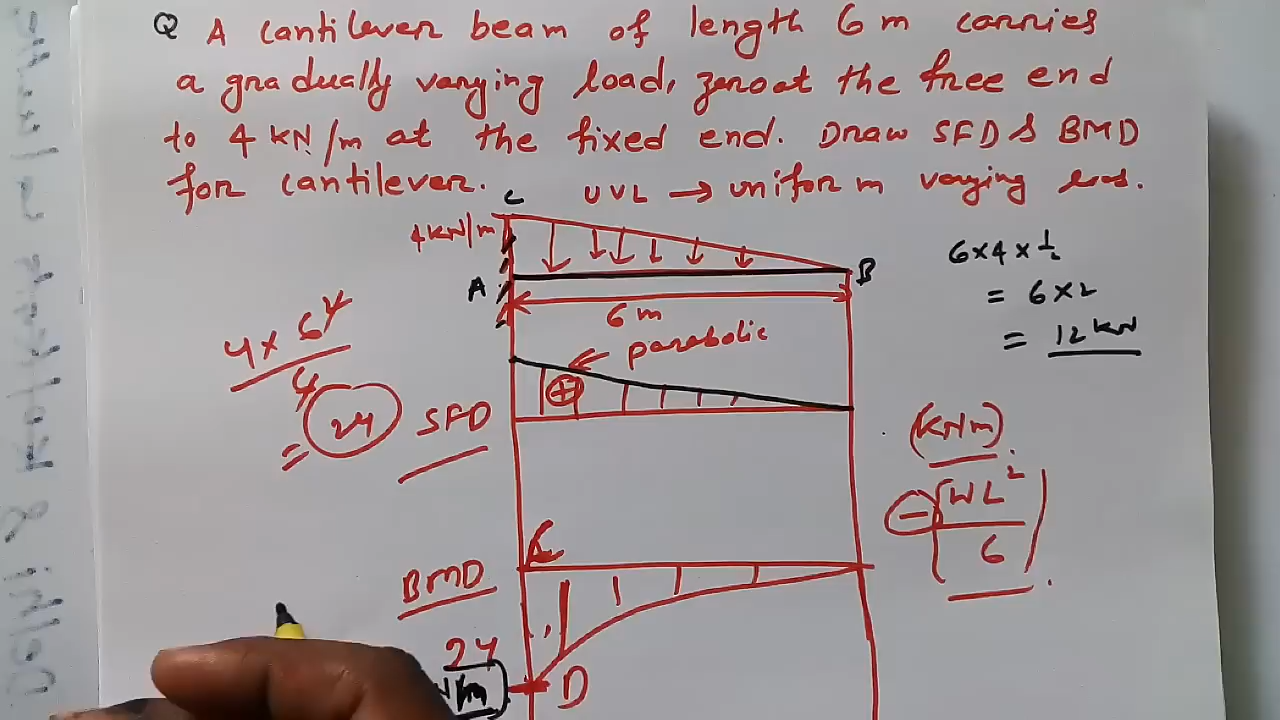 Q A cantilever beam of length 6 m carries
a gradually varying load, zero at the free end
to 4 kN/m at the fixed end. Draw SFD & BMD
for cantilever. UVL → uniform varying load.
C
4kN/m
A
B
6 m
6×4×½
= 6×2
= 12 kN
parabolic
+
SFD
4×6²
= 24
(kNm)
- (WL²
6)
BMD
24
D